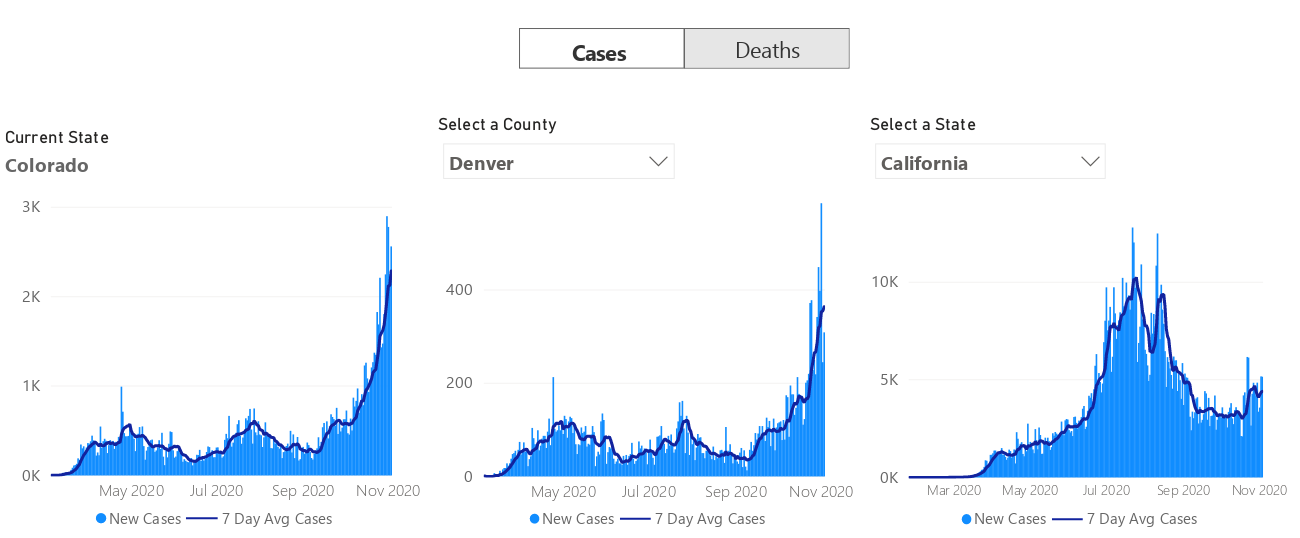 Cases Deaths
Current State
Colorado
3K
2K
1K
0K
May 2020 Jul 2020 Sep 2020 Nov 2020
New Cases 7 Day Avg Cases
Select a County
Denver
400
200
0
May 2020 Jul 2020 Sep 2020 Nov 2020
New Cases 7 Day Avg Cases
Select a State
California
10K
5K
0K
Mar 2020 May 2020 Jul 2020 Sep 2020 Nov 2020
New Cases 7 Day Avg Cases